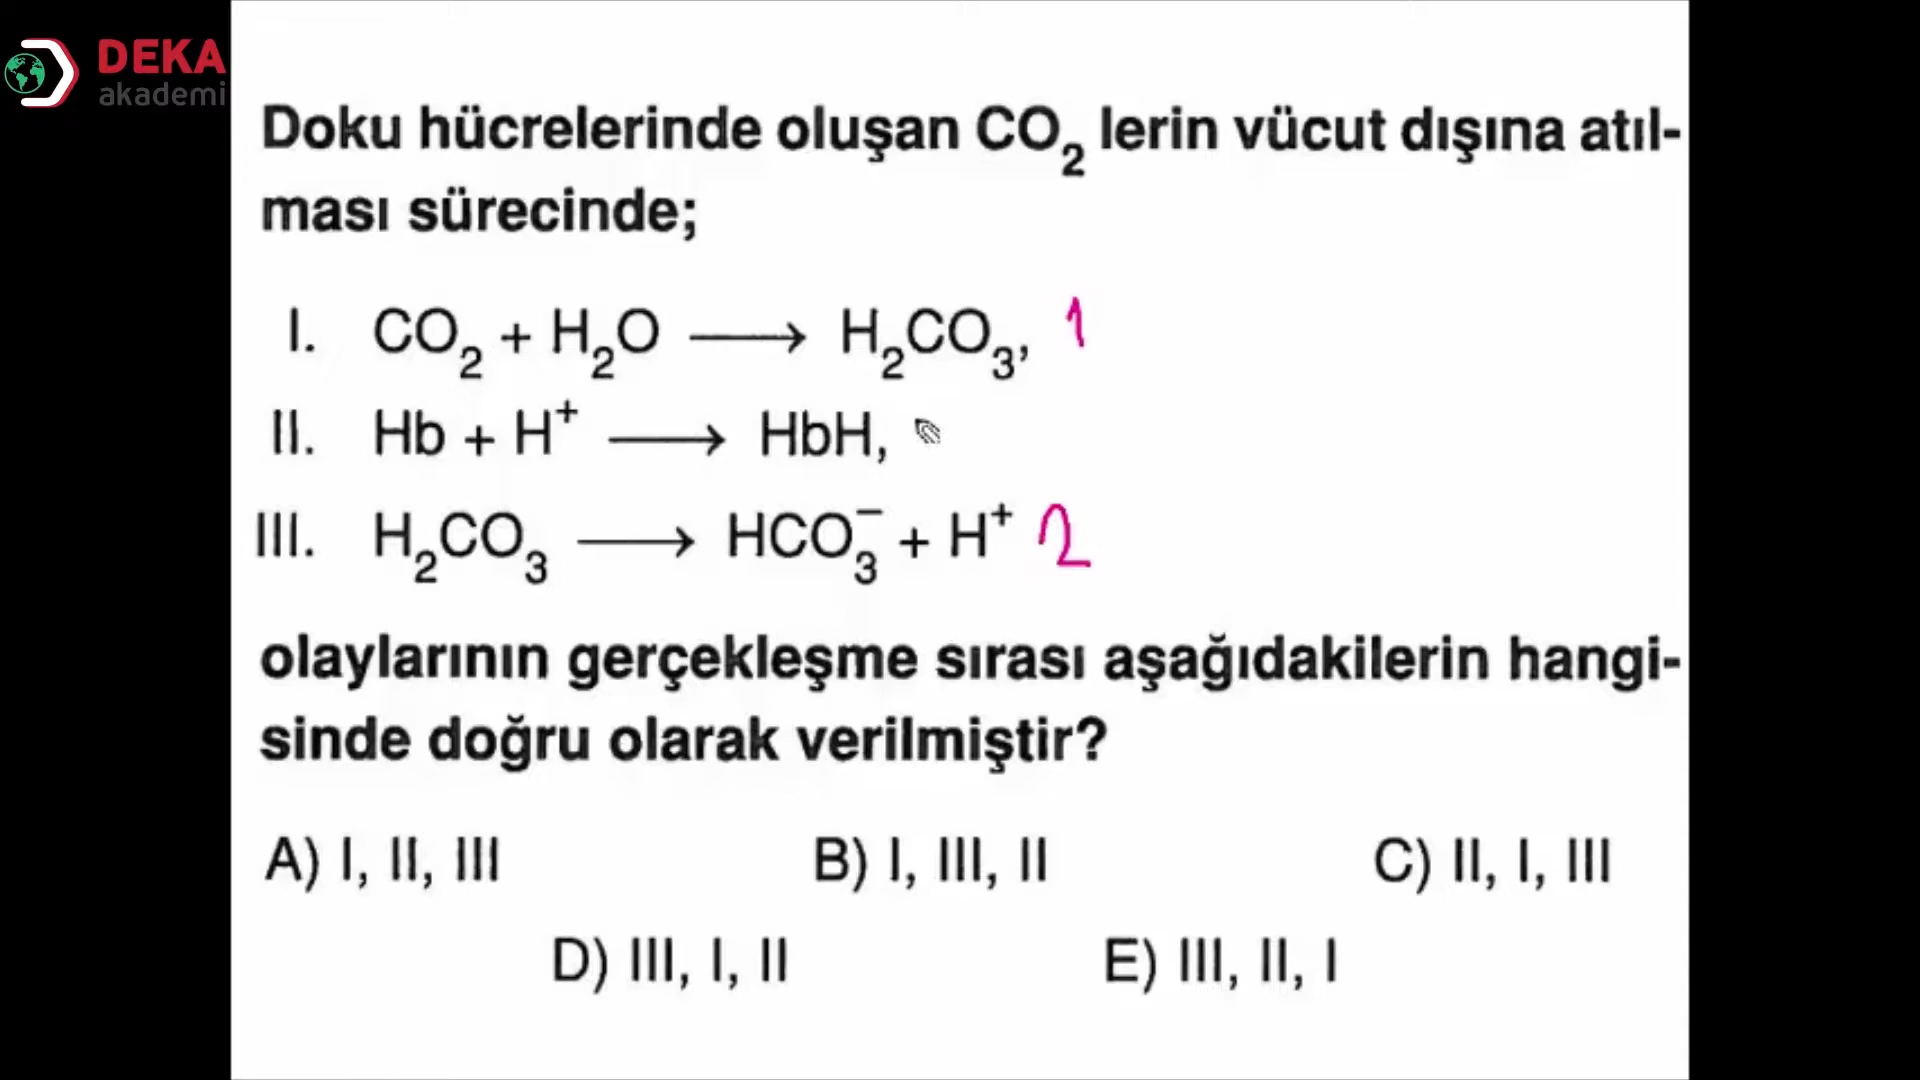 DEKA
akademi
Doku hücrelerinde oluşan CO₂ lerin vücut dışına atıl-
ması sürecinde;
I. CO₂ + H₂O ⟶ H₂CO₃, 1
II. Hb + H⁺ ⟶ HbH,
III. H₂CO₃ ⟶ HCO₃⁻ + H⁺ 2
olaylarının gerçekleşme sırası aşağıdakilerin hangi-
sinde doğru olarak verilmiştir?
A) I, II, III B) I, III, II C) II, I, III
D) III, I, II E) III, II, I